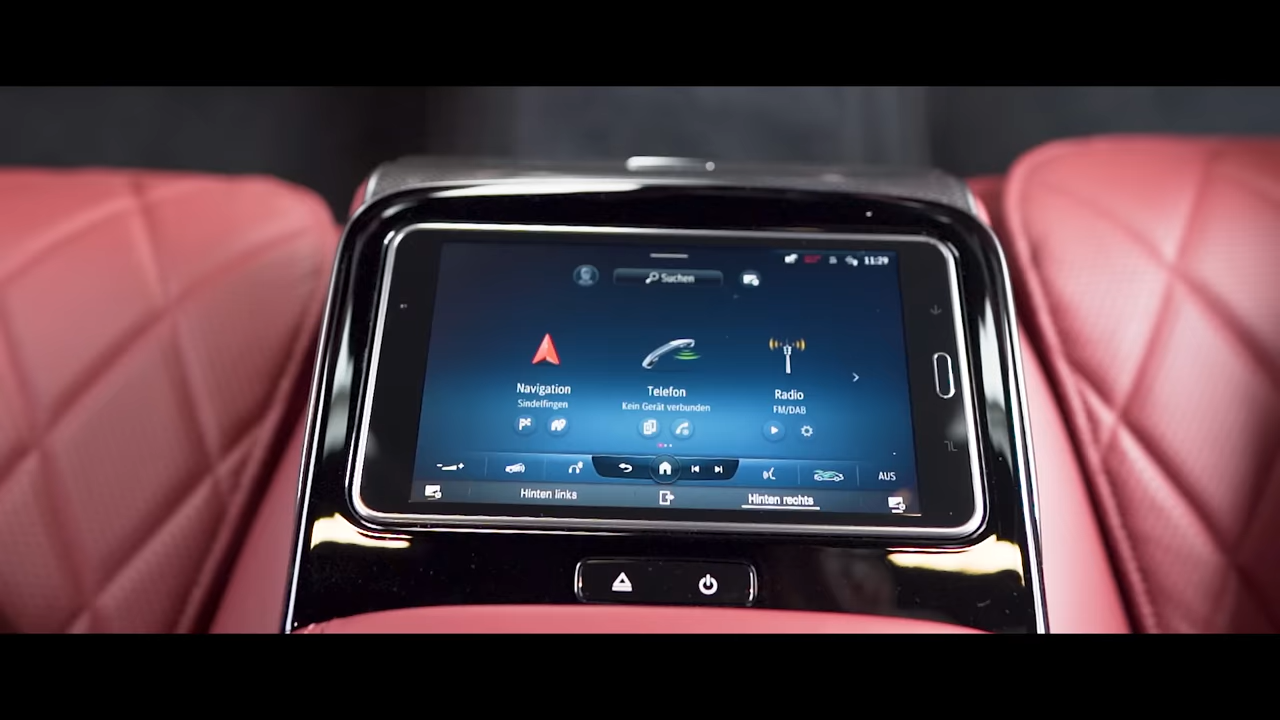 11:29
Suchen
Navigation
Sindelfingen
Telefon
Kein Gerät verbunden
Radio
FM/DAB
AUS
Hinten links
Hinten rechts